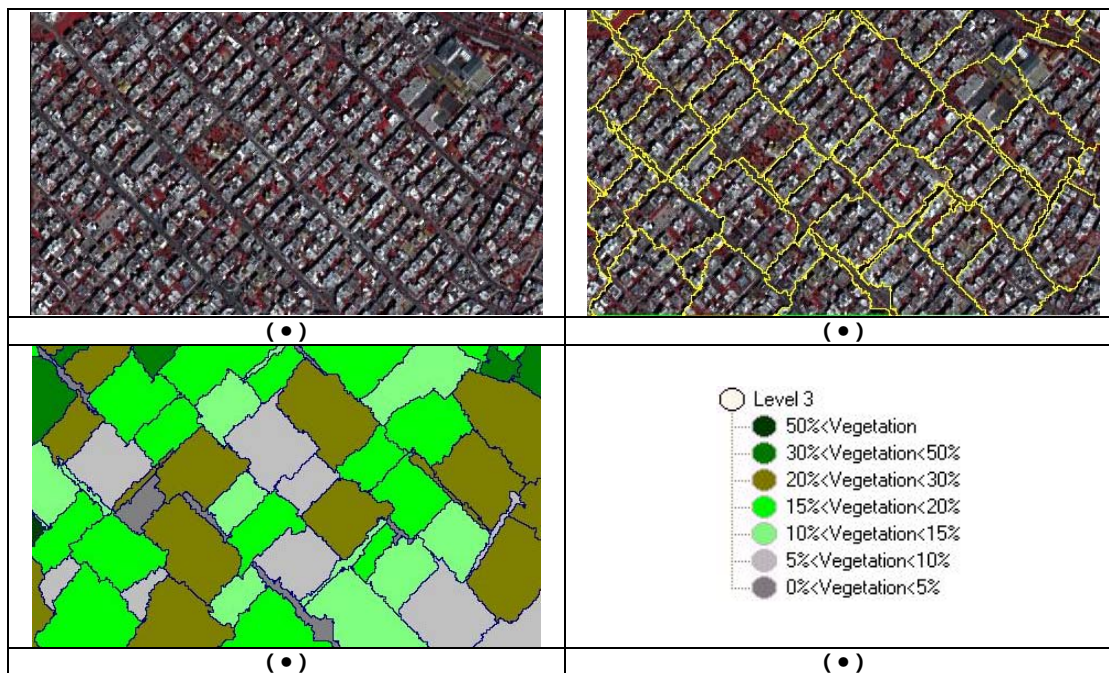 ( • )
( • )
Level 3
50%<Vegetation
30%<Vegetation<50%
20%<Vegetation<30%
15%<Vegetation<20%
10%<Vegetation<15%
5%<Vegetation<10%
0%<Vegetation<5%
( • )
( • )